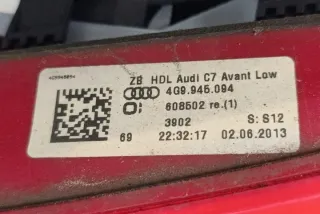 ZB HDL Audi C7 Avant Low
4G9.945.094
608502 re.(1)
3902 S: S12
69 22:32:17 02.06.2013